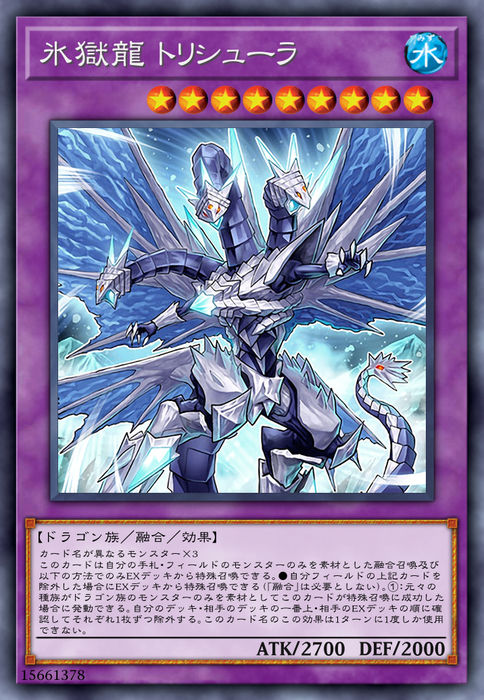 氷獄龍 トリシューラ
みず
水
【ドラゴン族／融合／効果】
カード名が異なるモンスター×3
このカードは自分の手札・フィールドのモンスターのみを素材とした融合召喚及び
以下の方法でのみEXデッキから特殊召喚できる。●自分フィールドの上記カードを
除外した場合にEXデッキから特殊召喚できる（「融合」は必要としない）。①：元々の
種族がドラゴン族のモンスターのみを素材としてこのカードが特殊召喚に成功した
場合に発動できる。自分のデッキ・相手のデッキの一番上・相手のEXデッキの順に確
認してそれぞれ1枚ずつ除外する。このカード名のこの効果は1ターンに1度しか使用
できない。
ATK/2700 DEF/2000
15661378